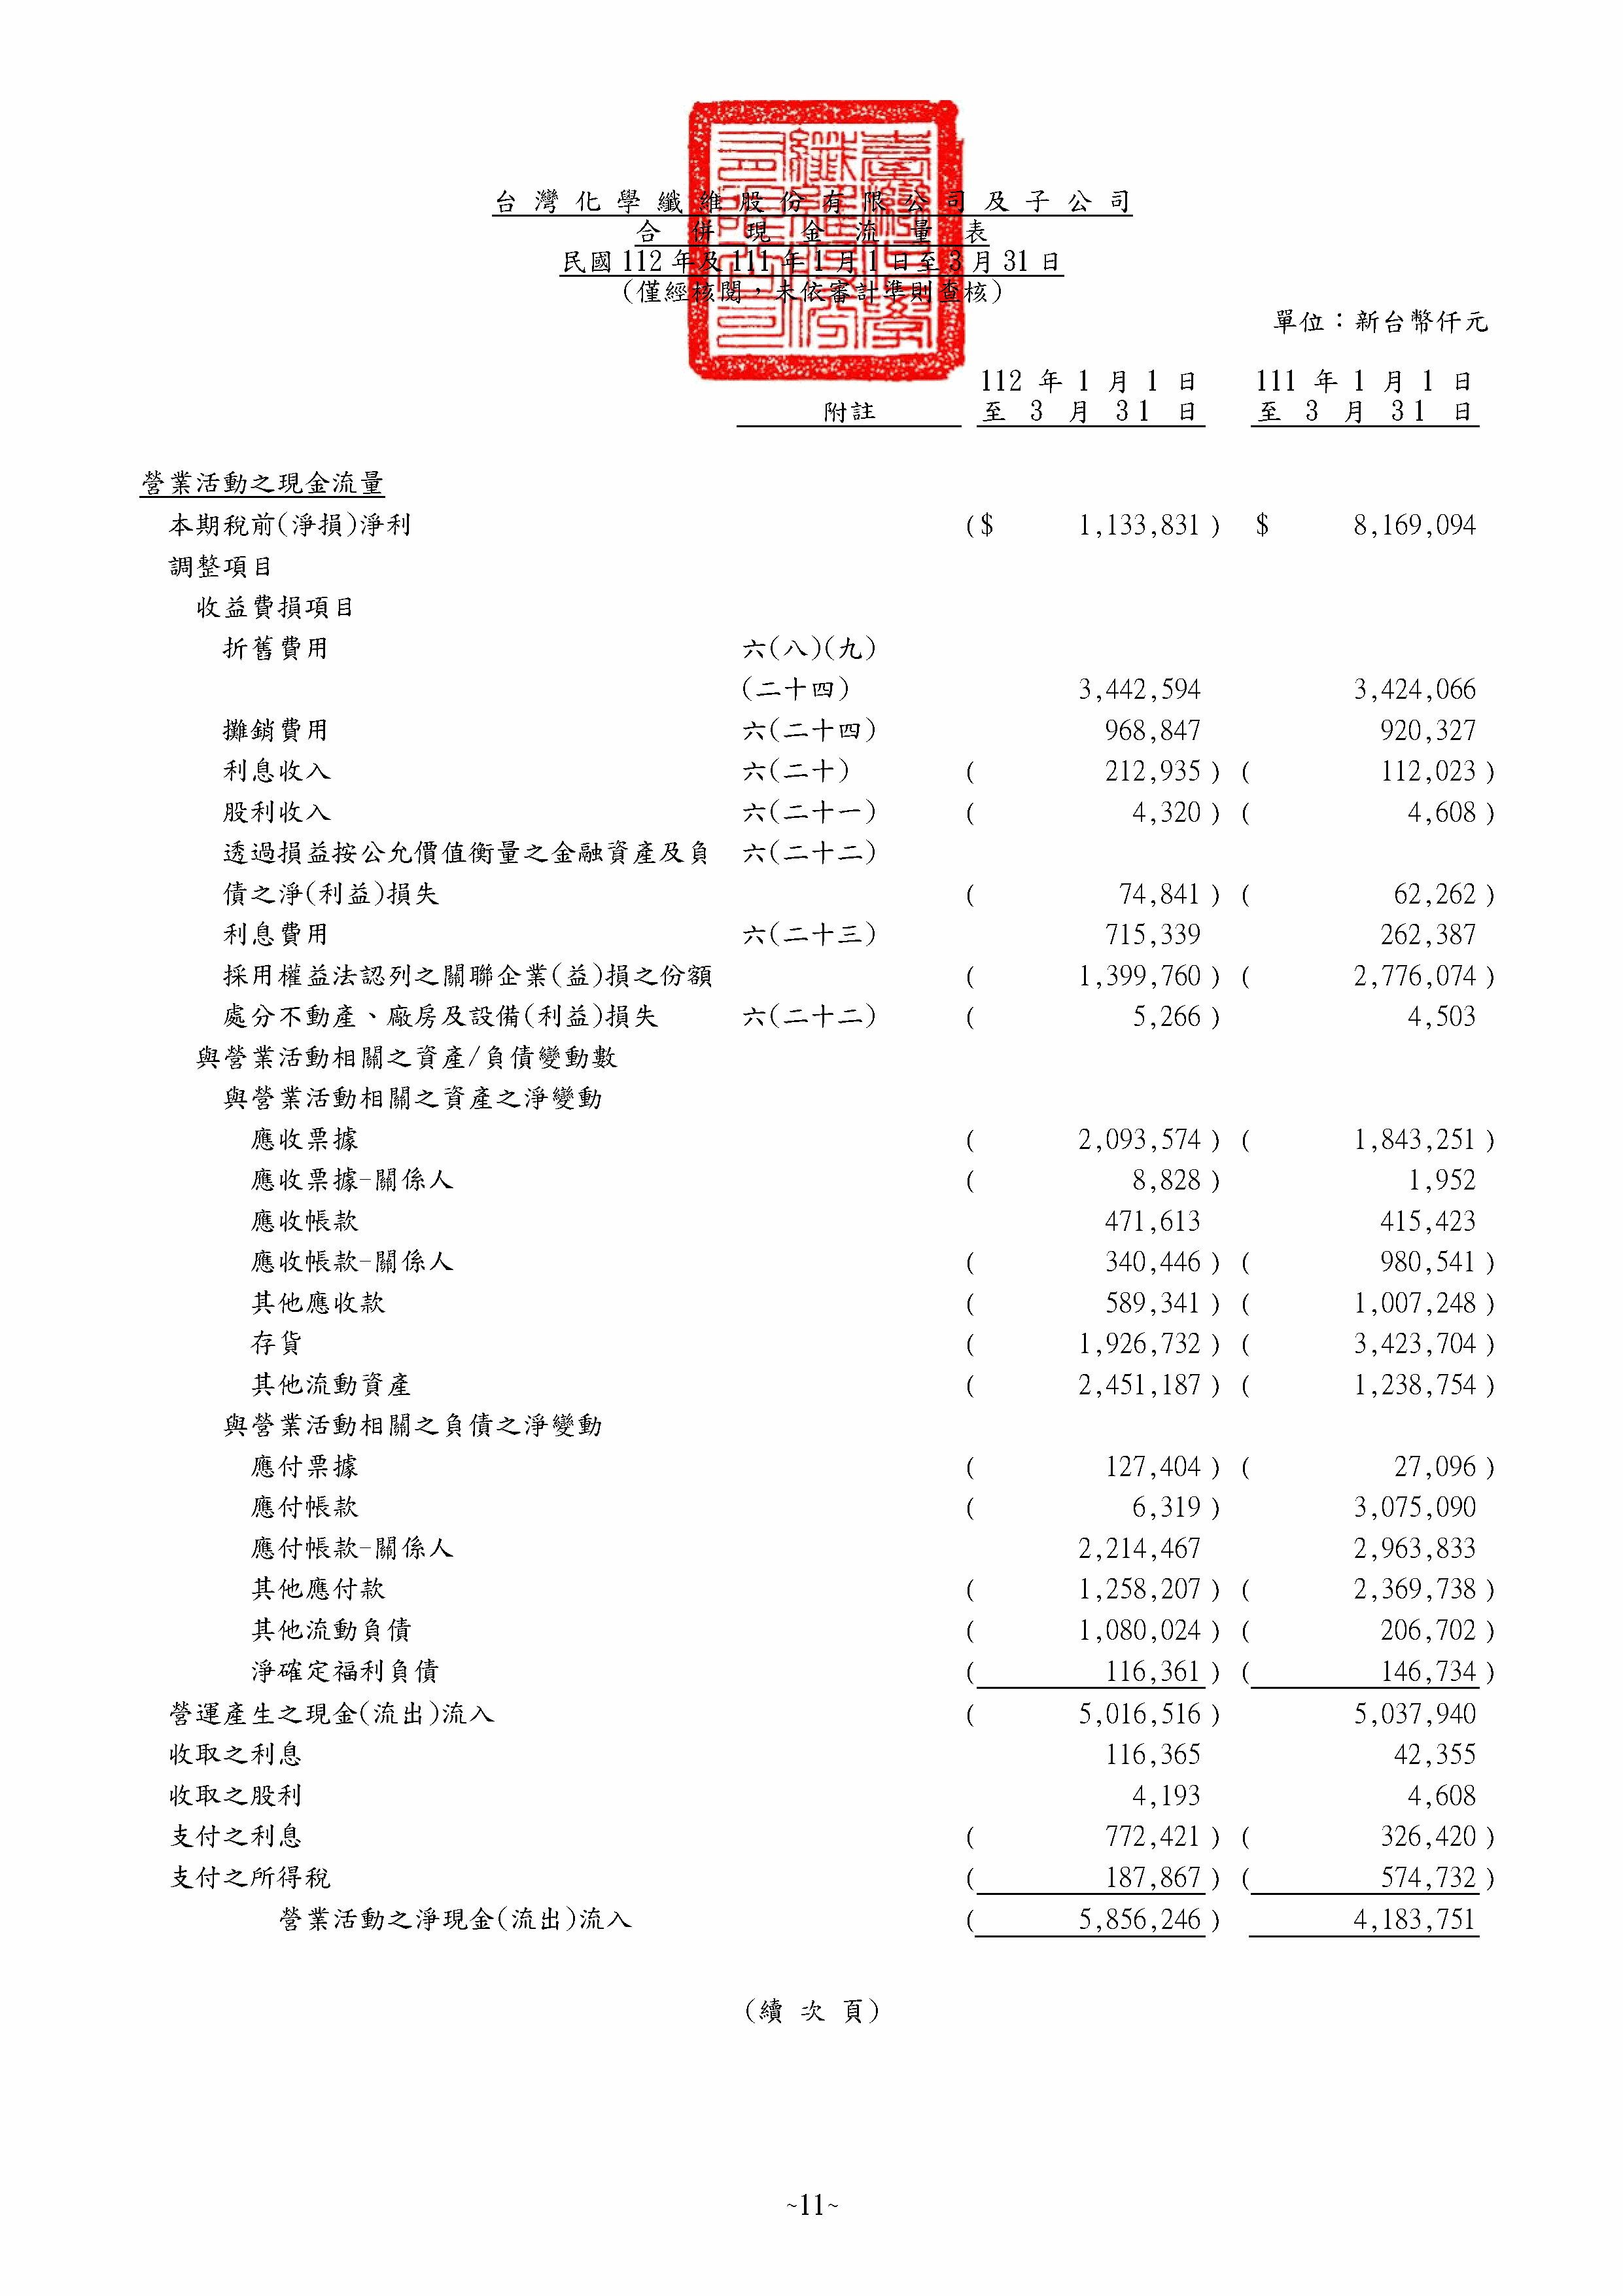 台灣化學纖維股份有限公司及子公司
合併現金流量表
民國112年及111年1月1日至3月31日
(僅經核閱，未依審計準則查核)
單位：新台幣仟元
112 年 1 月 1 日 111 年 1 月 1 日
附註 至 3 月 31 日 至 3 月 31 日
營業活動之現金流量
本期稅前(淨損)淨利 ($ 1,133,831 ) $ 8,169,094
調整項目
收益費損項目
折舊費用 六(八)(九)
(二十四) 3,442,594 3,424,066
攤銷費用 六(二十四) 968,847 920,327
利息收入 六(二十) ( 212,935 ) ( 112,023 )
股利收入 六(二十一) ( 4,320 ) ( 4,608 )
透過損益按公允價值衡量之金融資產及負 六(二十二)
債之淨(利益)損失 ( 74,841 ) ( 62,262 )
利息費用 六(二十三) 715,339 262,387
採用權益法認列之關聯企業(益)損之份額 ( 1,399,760 ) ( 2,776,074 )
處分不動產、廠房及設備(利益)損失 六(二十二) ( 5,266 ) 4,503
與營業活動相關之資產/負債變動數
與營業活動相關之資產之淨變動
應收票據 ( 2,093,574 ) ( 1,843,251 )
應收票據-關係人 ( 8,828 ) 1,952
應收帳款 471,613 415,423
應收帳款-關係人 ( 340,446 ) ( 980,541 )
其他應收款 ( 589,341 ) ( 1,007,248 )
存貨 ( 1,926,732 ) ( 3,423,704 )
其他流動資產 ( 2,451,187 ) ( 1,238,754 )
與營業活動相關之負債之淨變動
應付票據 ( 127,404 ) ( 27,096 )
應付帳款 ( 6,319 ) 3,075,090
應付帳款-關係人 2,214,467 2,963,833
其他應付款 ( 1,258,207 ) ( 2,369,738 )
其他流動負債 ( 1,080,024 ) ( 206,702 )
淨確定福利負債 ( 116,361 ) ( 146,734 )
營運產生之現金(流出)流入 ( 5,016,516 ) 5,037,940
收取之利息 116,365 42,355
收取之股利 4,193 4,608
支付之利息 ( 772,421 ) ( 326,420 )
支付之所得稅 ( 187,867 ) ( 574,732 )
營業活動之淨現金(流出)流入 ( 5,856,246 ) 4,183,751
(續 次 頁)
~11~